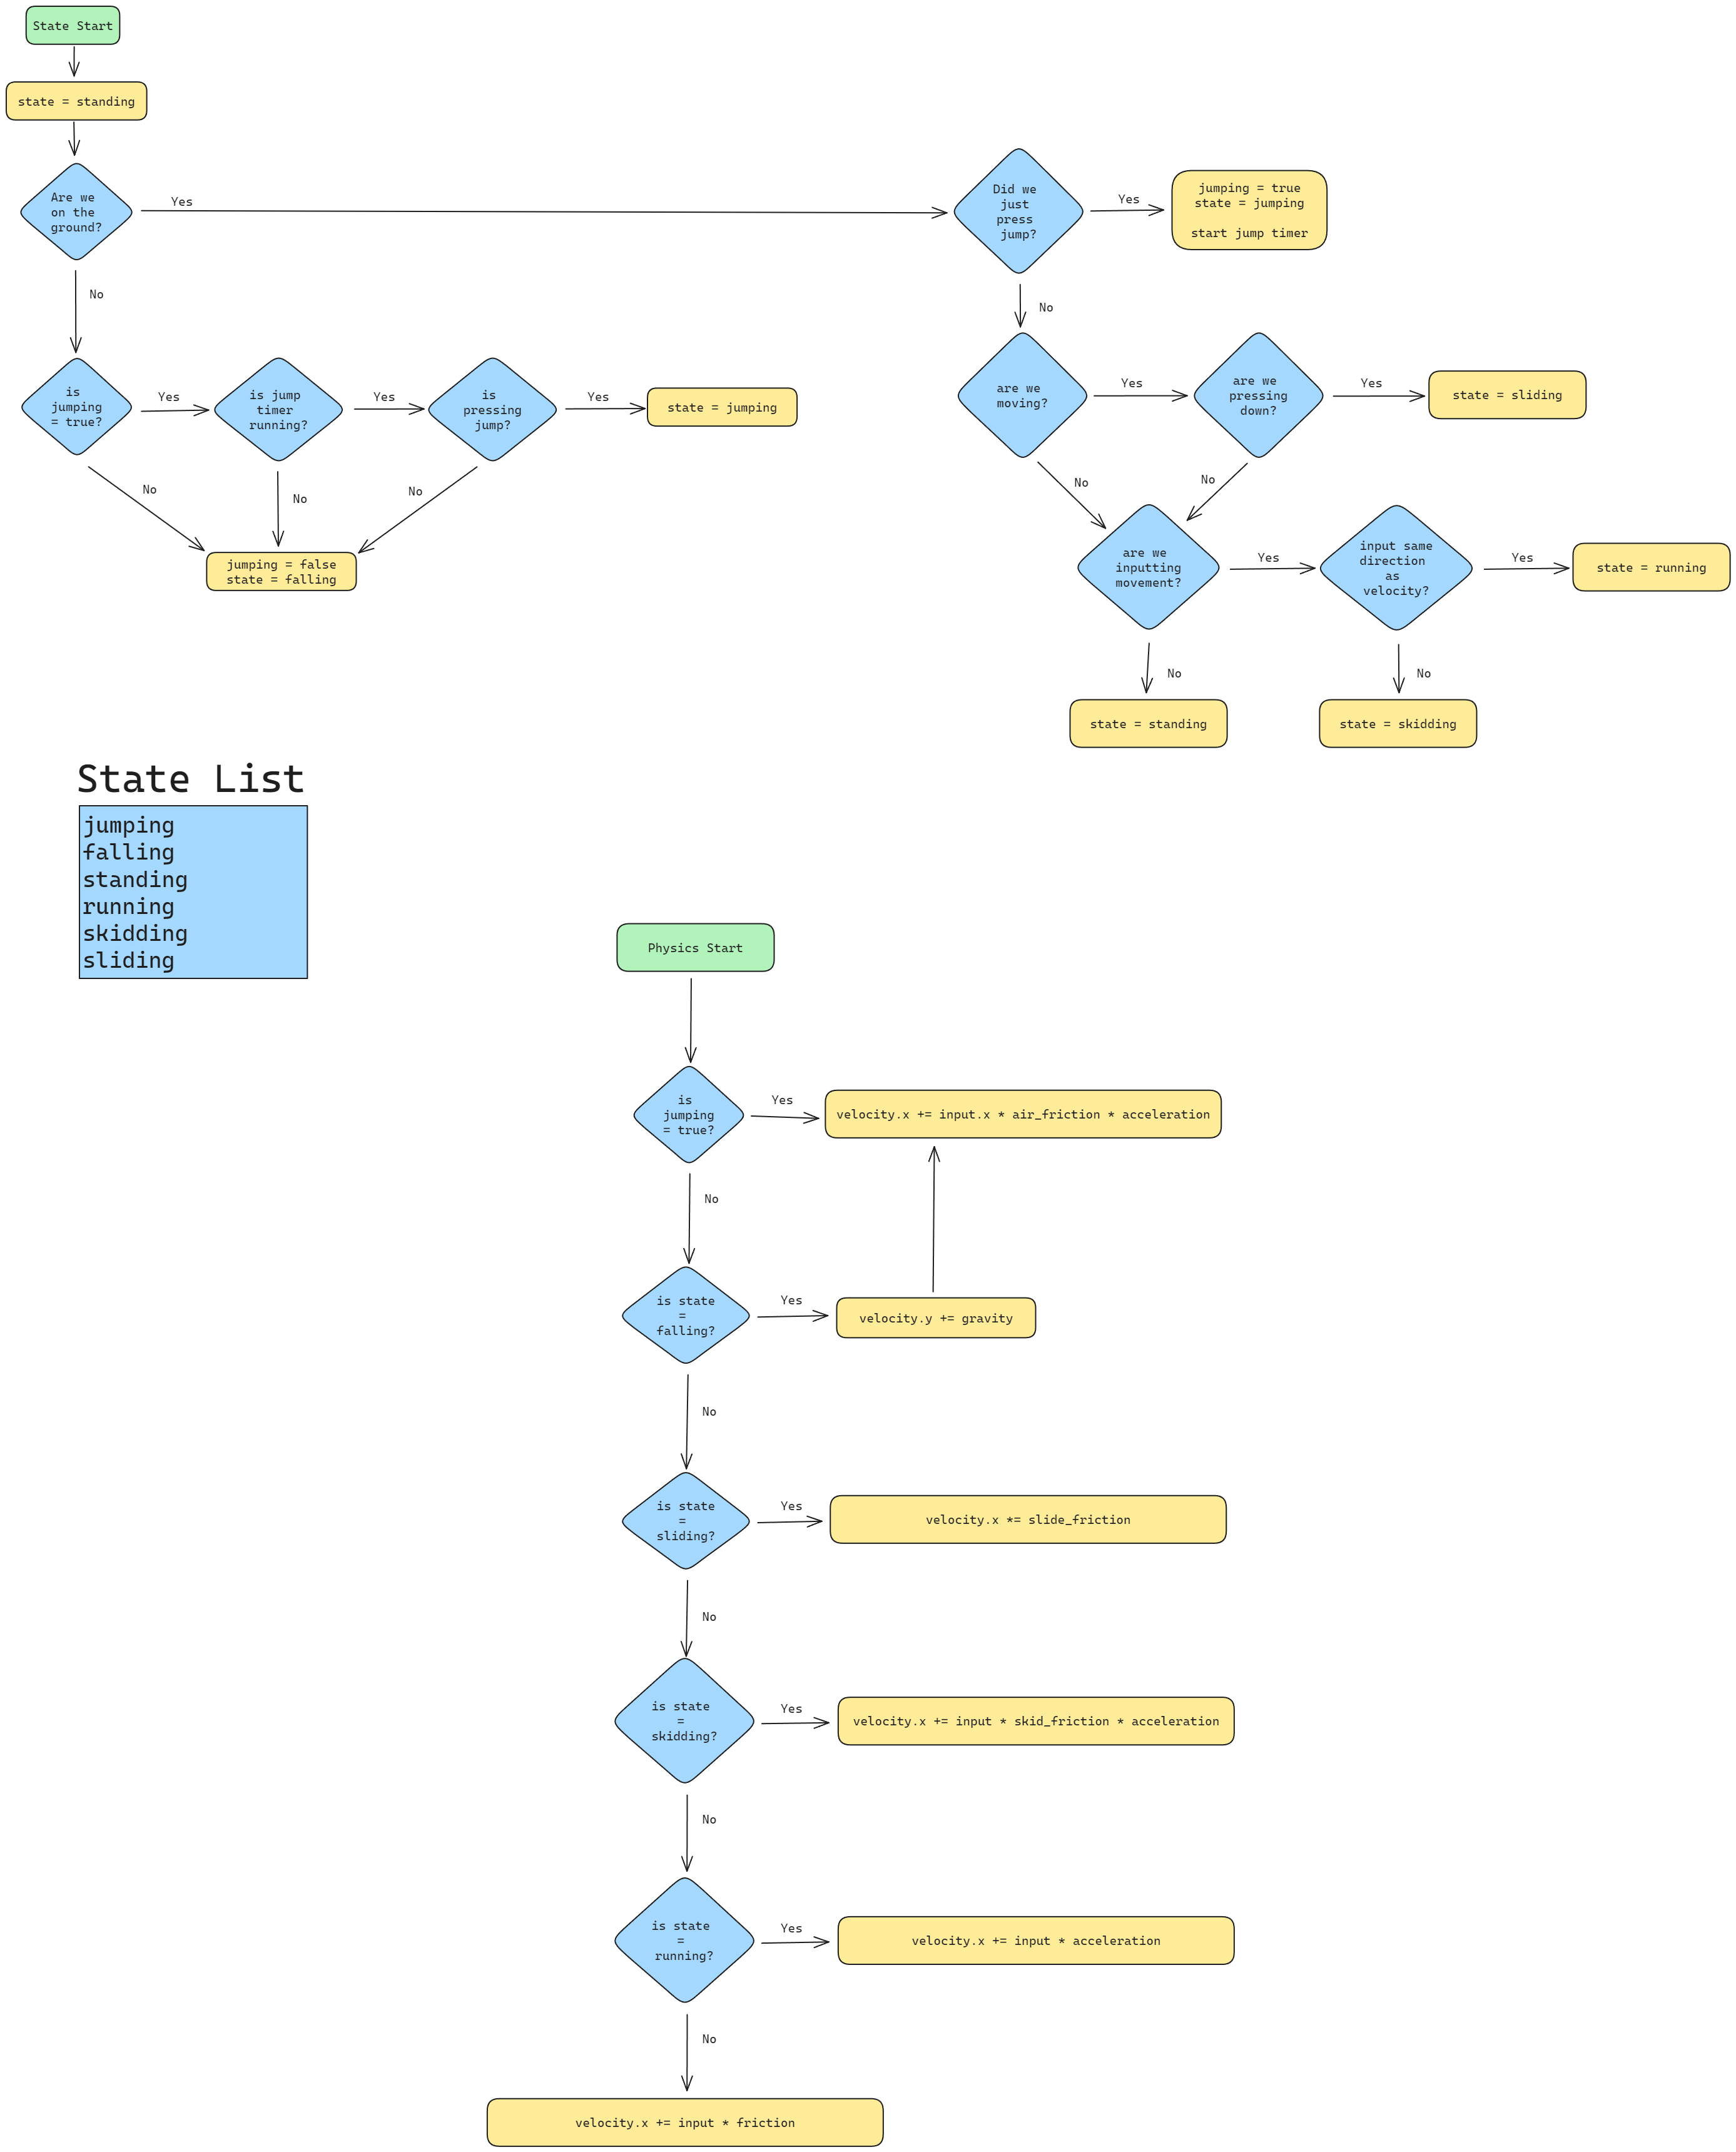 State Start
state = standing
Are we
on the
ground?
Yes
No
is
jumping
= true?
Yes
No
is jump
timer
running?
Yes
No
is
pressing
jump?
Yes
No
state = jumping
jumping = false
state = falling
Did we
just
press
jump?
Yes
No
jumping = true
state = jumping
start jump timer
are we
moving?
Yes
No
are we
pressing
down?
Yes
No
state = sliding
are we
inputting
movement?
Yes
No
input same
direction
as
velocity?
Yes
No
state = running
state = standing
state = skidding
State List
jumping
falling
standing
running
skidding
sliding
Physics Start
is
jumping
= true?
Yes
velocity.x += input.x * air_friction * acceleration
No
is state
=
falling?
Yes
velocity.y += gravity
No
is state
=
sliding?
Yes
velocity.x *= slide_friction
No
is state
=
skidding?
Yes
velocity.x += input * skid_friction * acceleration
No
is state
=
running?
Yes
velocity.x += input * acceleration
No
velocity.x += input * friction